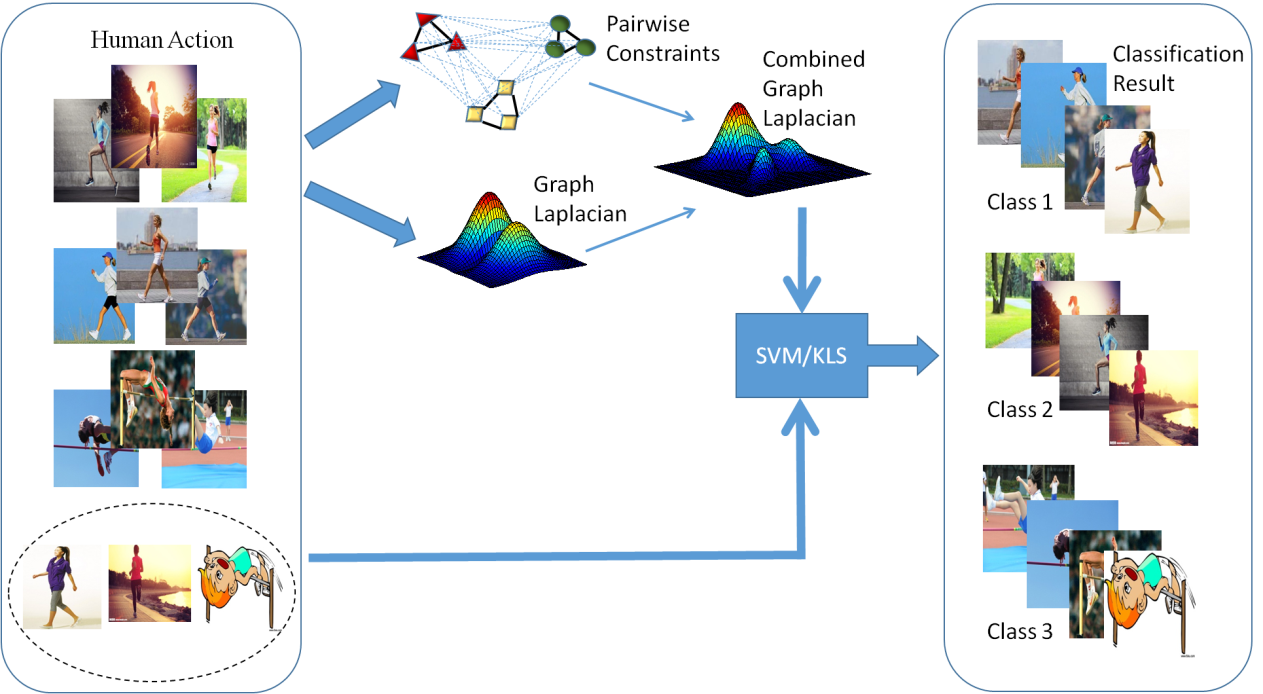 Human Action
Pairwise
Constraints
Graph
Laplacian
Combined
Graph
Laplacian
SVM/KLS
Classification
Result
Class 1
Class 2
Class 3